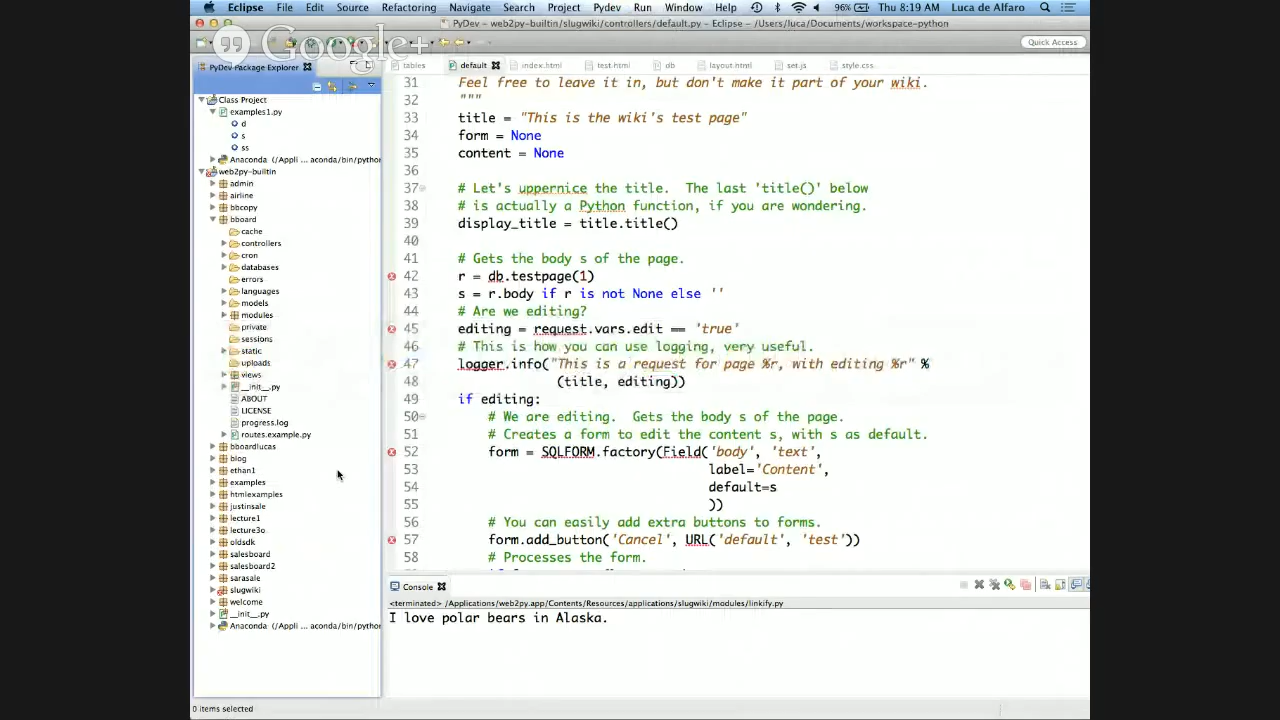 Eclipse File Edit Source Refactoring Navigate Search Project Pydev Run Window Help 96% Thu 8:19 AM Luca de Alfaro
PyDev - web2py-builtin/slugwiki/controllers/default.py - Eclipse - /Users/luca/Documents/workspace-python
Google+
Quick Access
PyDev Package Explorer
tables default index.html test.html db layout.html set.js style.css
Class Project
examples1.py
d
s
ss
Anaconda (/Appli ... aconda/bin/python
web2py-builtin
admin
airline
bbcopy
bboard
cache
controllers
cron
databases
errors
languages
models
modules
private
sessions
static
uploads
views
__init__.py
ABOUT
LICENSE
progress.log
routes.example.py
bboardlucas
blog
ethan1
examples
htmlexamples
justinsale
lecture1
lecture3o
oldsdk
salesboard
salesboard2
sarasale
slugwiki
welcome
__init__.py
Anaconda (/Appli ... aconda/bin/python
0 items selected
31 Feel free to leave it in, but don't make it part of your wiki.
32 """
33 title = "This is the wiki's test page"
34 form = None
35 content = None
36
37 # Let's uppernice the title.  The last 'title()' below
38 # is actually a Python function, if you are wondering.
39 display_title = title.title()
40
41 # Gets the body s of the page.
42 r = db.testpage(1)
43 s = r.body if r is not None else ''
44 # Are we editing?
45 editing = request.vars.edit == 'true'
46 # This is how you can use logging, very useful.
47 logger.info("This is a request for page %r, with editing %r" %
48 (title, editing))
49 if editing:
50 # We are editing.  Gets the body s of the page.
51 # Creates a form to edit the content s, with s as default.
52 form = SQLFORM.factory(Field('body', 'text',
53 label='Content',
54 default=s
55 ))
56 # You can easily add extra buttons to forms.
57 form.add_button('Cancel', URL('default', 'test'))
58 # Processes the form.
Console
<terminated> /Applications/web2py.app/Contents/Resources/applications/slugwiki/modules/linkify.py
I love polar bears in Alaska.